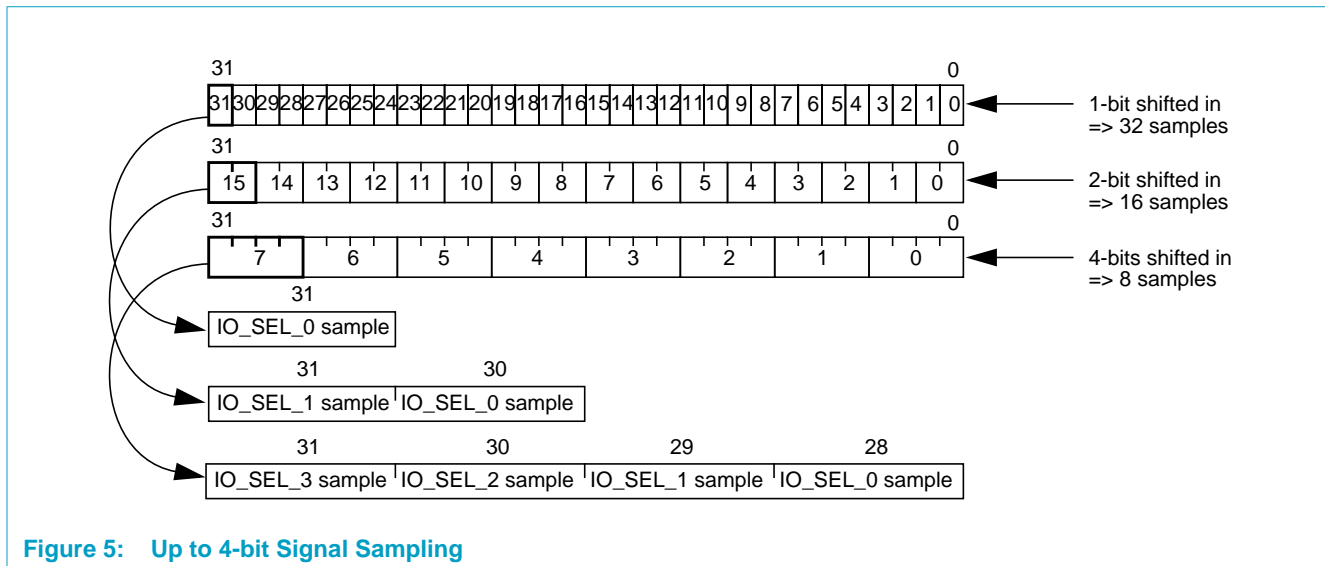 31 0
31 30 29 28 27 26 25 24 23 22 21 20 19 18 17 16 15 14 13 12 11 10 9 8 7 6 5 4 3 2 1 0 1-bit shifted in
=> 32 samples
31 0
15 14 13 12 11 10 9 8 7 6 5 4 3 2 1 0 2-bit shifted in
=> 16 samples
31 0
7 6 5 4 3 2 1 0 4-bits shifted in
=> 8 samples
31
IO_SEL_0 sample
31 30
IO_SEL_1 sample IO_SEL_0 sample
31 30 29 28
IO_SEL_3 sample IO_SEL_2 sample IO_SEL_1 sample IO_SEL_0 sample
Figure 5: Up to 4-bit Signal Sampling